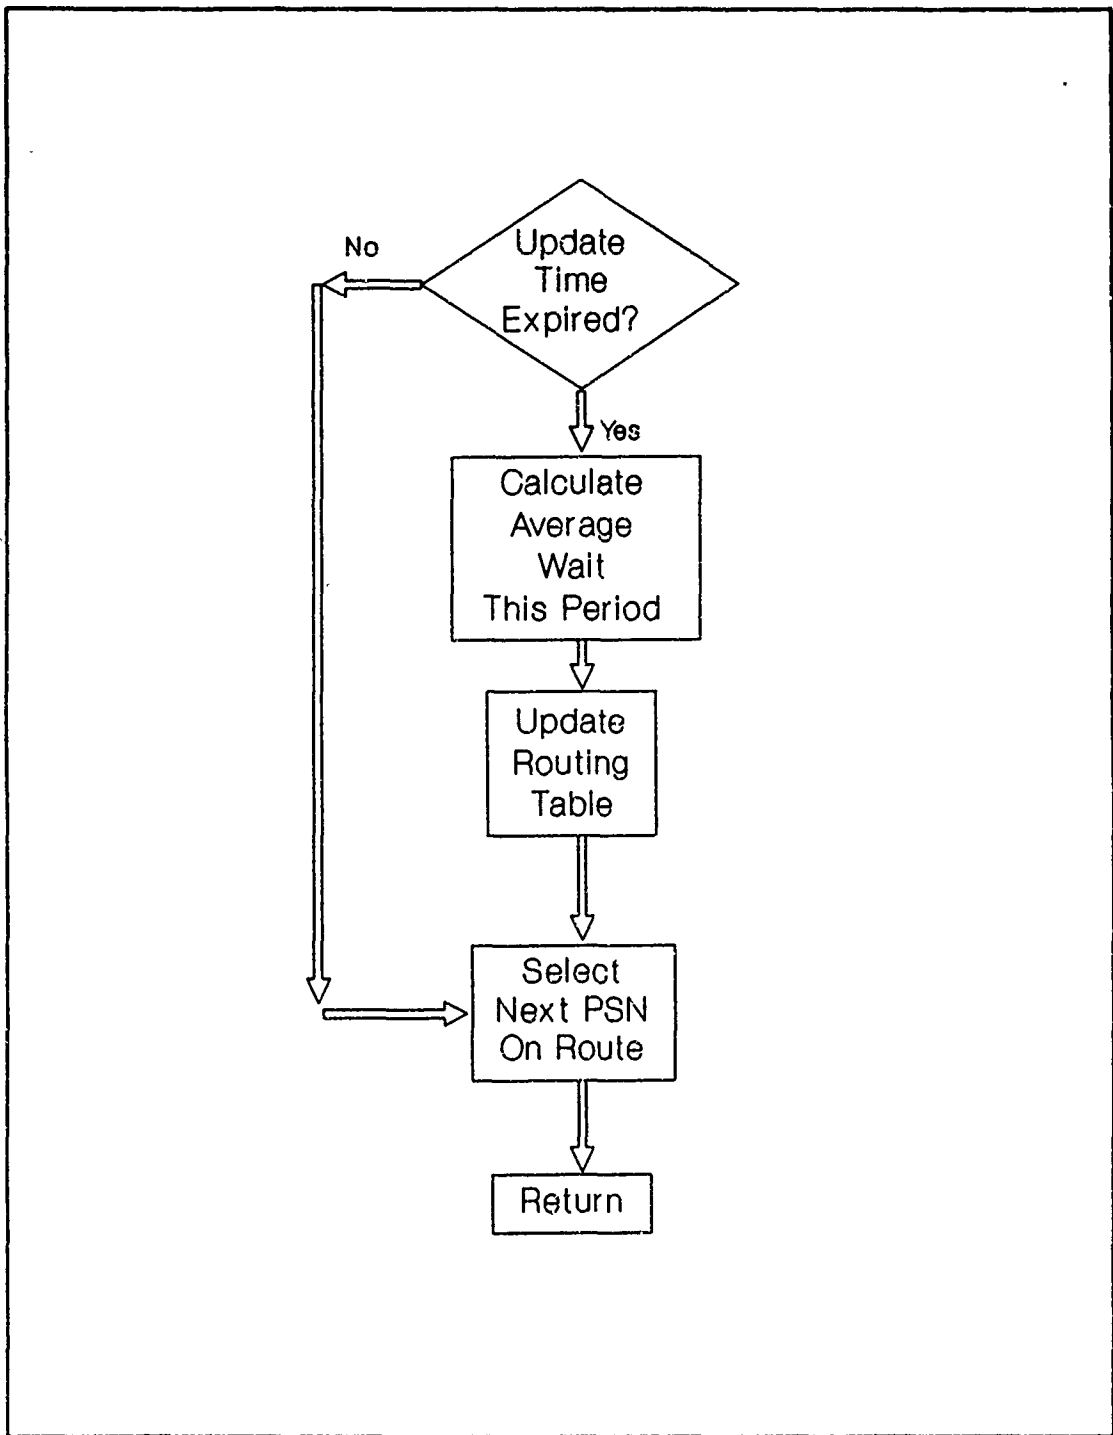 No
Update
Time
Expired?
Yes
Calculate
Average
Wait
This Period
Update
Routing
Table
Select
Next PSN
On Route
Return